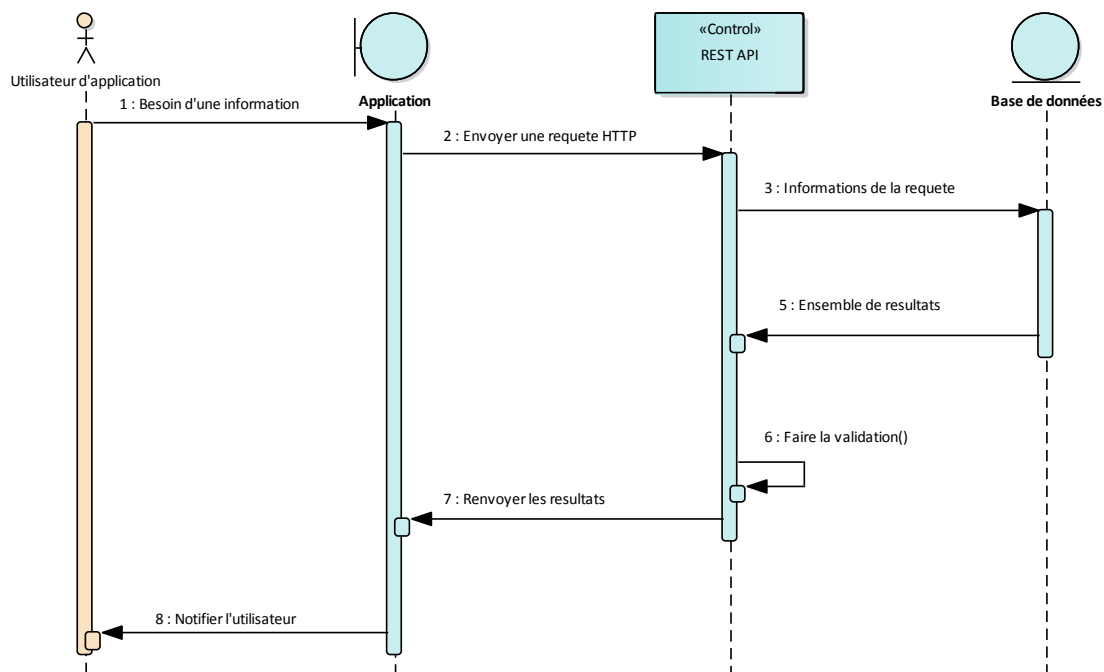 «Control»
REST API
Utilisateur d'application
Application
Base de données
1 : Besoin d'une information
2 : Envoyer une requete HTTP
3 : Informations de la requete
5 : Ensemble de resultats
6 : Faire la validation()
7 : Renvoyer les resultats
8 : Notifier l'utilisateur